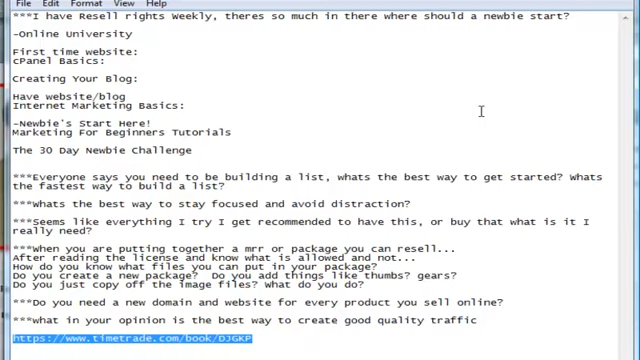 File Edit Format View Help
***I have Resell rights Weekly, theres so much in there where should a newbie start?
-Online University
First time website:
cPanel Basics:
Creating Your Blog:
Have website/blog
Internet Marketing Basics:
-Newbie's Start Here!
Marketing For Beginners Tutorials
The 30 Day Newbie Challenge
***Everyone says you need to be building a list, whats the best way to get started? Whats
the fastest way to build a list?
***Whats the best way to stay focused and avoid distraction?
***Seems like everything I try I get recommended to have this, or buy that what is it I
really need?
***When you are putting together a mrr or package you can resell...
After reading the license and know what is allowed and not...
How do you know what files you can put in your package?
Do you create a new package?  Do you add things like thumbs? gears?
Do you just copy off the image files? What do you do?
***Do you need a new domain and website for every product you sell online?
***what in your opinion is the best way to create good quality traffic
https://www.timetrade.com/book/DJGKP